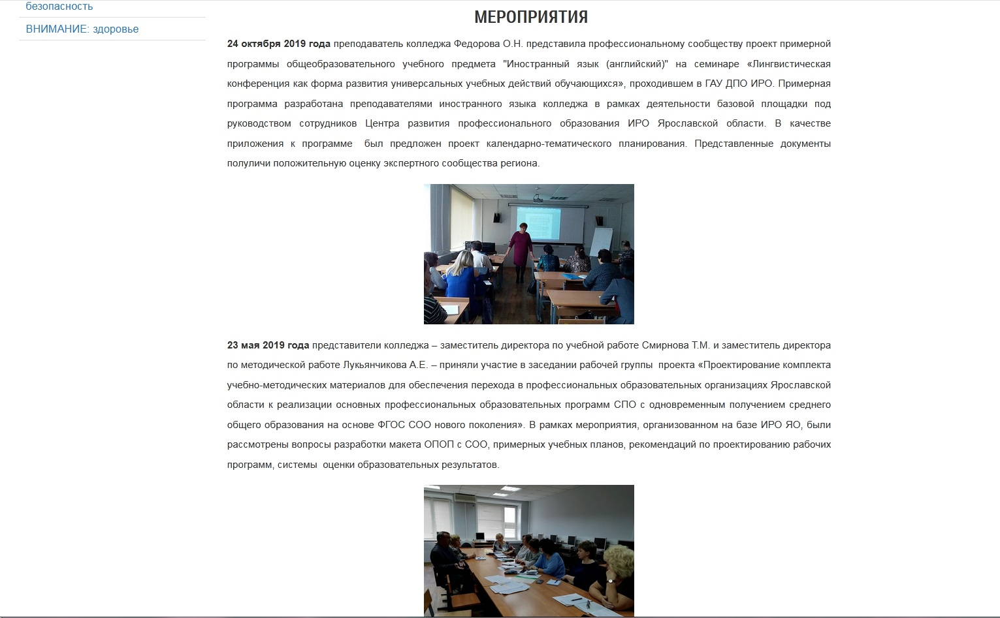 безопасность
ВНИМАНИЕ: здоровье
МЕРОПРИЯТИЯ
24 октября 2019 года преподаватель колледжа Федорова О.Н. представила профессиональному сообществу проект примерной
программы общеобразовательного учебного предмета "Иностранный язык (английский)" на семинаре «Лингвистическая
конференция как форма развития универсальных учебных действий обучающихся», проходившем в ГАУ ДПО ИРО. Примерная
программа разработана преподавателями иностранного языка колледжа в рамках деятельности базовой площадки под
руководством сотрудников Центра развития профессионального образования ИРО Ярославской области. В качестве
приложения к программе был предложен проект календарно-тематического планирования. Представленные документы
полуличи положительную оценку экспертного сообщества региона.
23 мая 2019 года представители колледжа – заместитель директора по учебной работе Смирнова Т.М. и заместитель директора
по методической работе Лукьянчикова А.Е. – приняли участие в заседании рабочей группы проекта «Проектирование комплекта
учебно-методических материалов для обеспечения перехода в профессиональных образовательных организациях Ярославской
области к реализации основных профессиональных образовательных программ СПО с одновременным получением среднего
общего образования на основе ФГОС СОО нового поколения». В рамках мероприятия, организованном на базе ИРО ЯО, были
рассмотрены вопросы разработки макета ОПОП с СОО, примерных учебных планов, рекомендаций по проектированию рабочих
программ, системы оценки образовательных результатов.